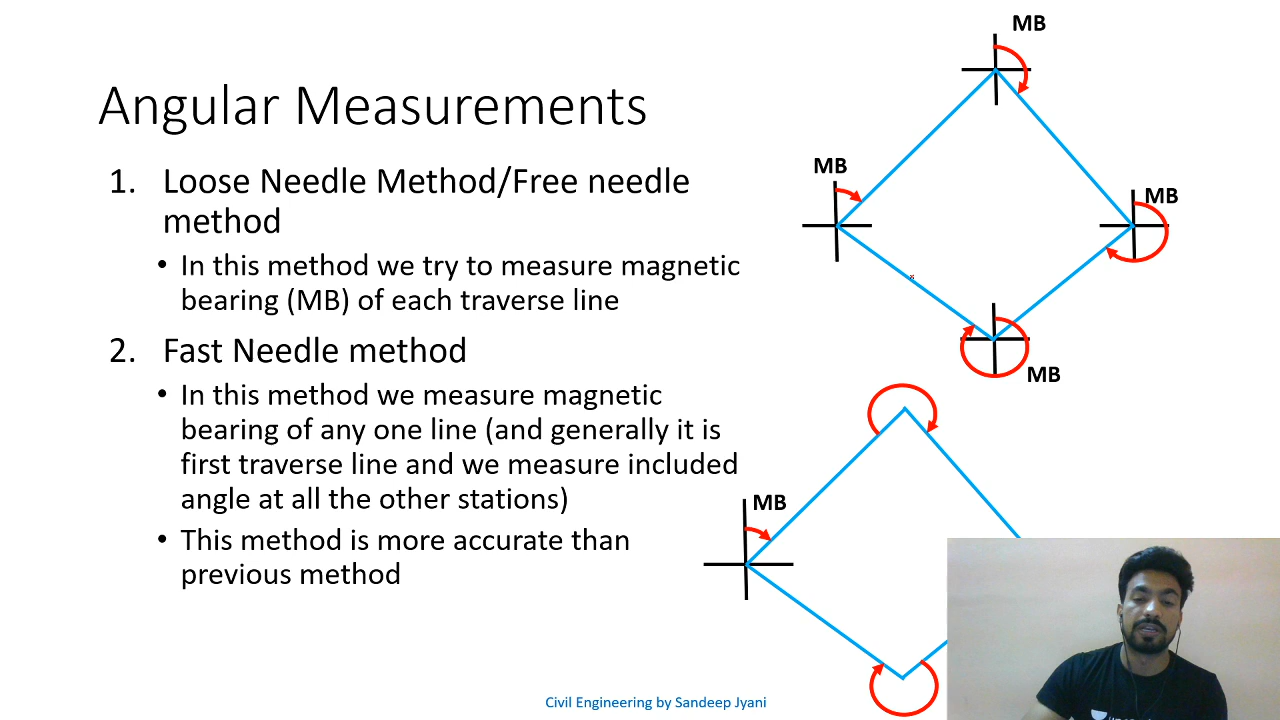 Angular Measurements
1. Loose Needle Method/Free needle
method
• In this method we try to measure magnetic
bearing (MB) of each traverse line
2. Fast Needle method
• In this method we measure magnetic
bearing of any one line (and generally it is
first traverse line and we measure included
angle at all the other stations)
• This method is more accurate than
previous method
MB
MB
MB
MB
MB
Civil Engineering by Sandeep Jyani